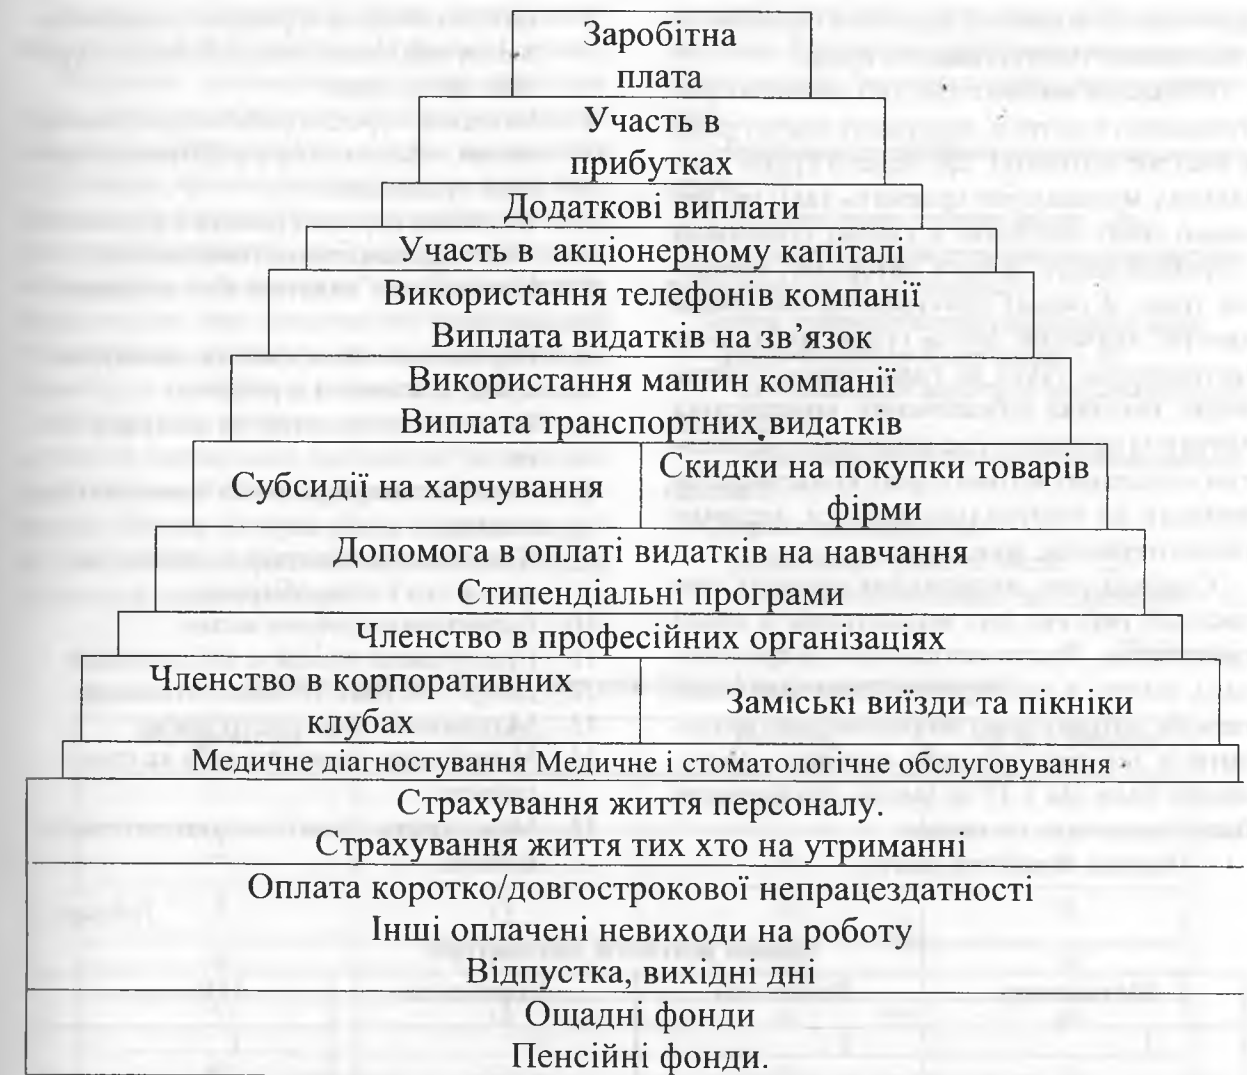 Заробітна
плата
Участь в
прибутках
Додаткові виплати
Участь в акціонерному капіталі
Використання телефонів компанії
Виплата видатків на зв’язок
Використання машин компанії
Виплата транспортних видатків
Субсидії на харчування
Скидки на покупки товарів
фірми
Допомога в оплаті видатків на навчання
Стипендіальні програми
Членство в професійних організаціях
Членство в корпоративних
клубах
Заміські виїзди та пікніки
Медичне діагностування Медичне і стоматологічне обслуговування
Страхування життя персоналу.
Страхування життя тих хто на утриманні
Оплата коротко/довгострокової непрацездатності
Інші оплачені невиходи на роботу
Відпустка, вихідні дні
Ощадні фонди
Пенсійні фонди.